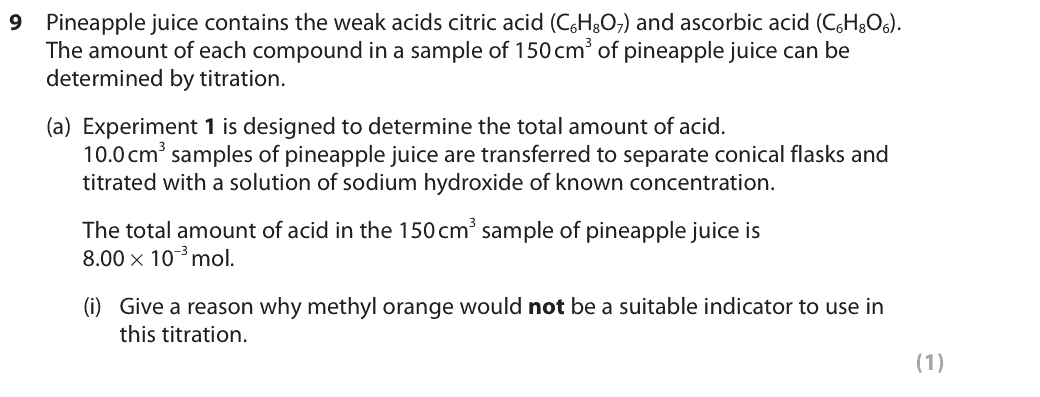 9 Pineapple juice contains the weak acids citric acid (C₆H₈O₇) and ascorbic acid (C₆H₈O₆).
The amount of each compound in a sample of 150 cm³ of pineapple juice can be
determined by titration.
(a) Experiment 1 is designed to determine the total amount of acid.
10.0 cm³ samples of pineapple juice are transferred to separate conical flasks and
titrated with a solution of sodium hydroxide of known concentration.
The total amount of acid in the 150 cm³ sample of pineapple juice is
8.00 × 10⁻³ mol.
(i) Give a reason why methyl orange would not be a suitable indicator to use in
this titration.
(1)